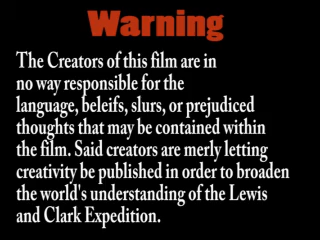 Warning
The Creators of this film are in
no way responsible for the
language, beleifs, slurs, or prejudiced
thoughts that may be contained within
the film. Said creators are merly letting
creativity be published in order to broaden
the world's understanding of the Lewis
and Clark Expedition.